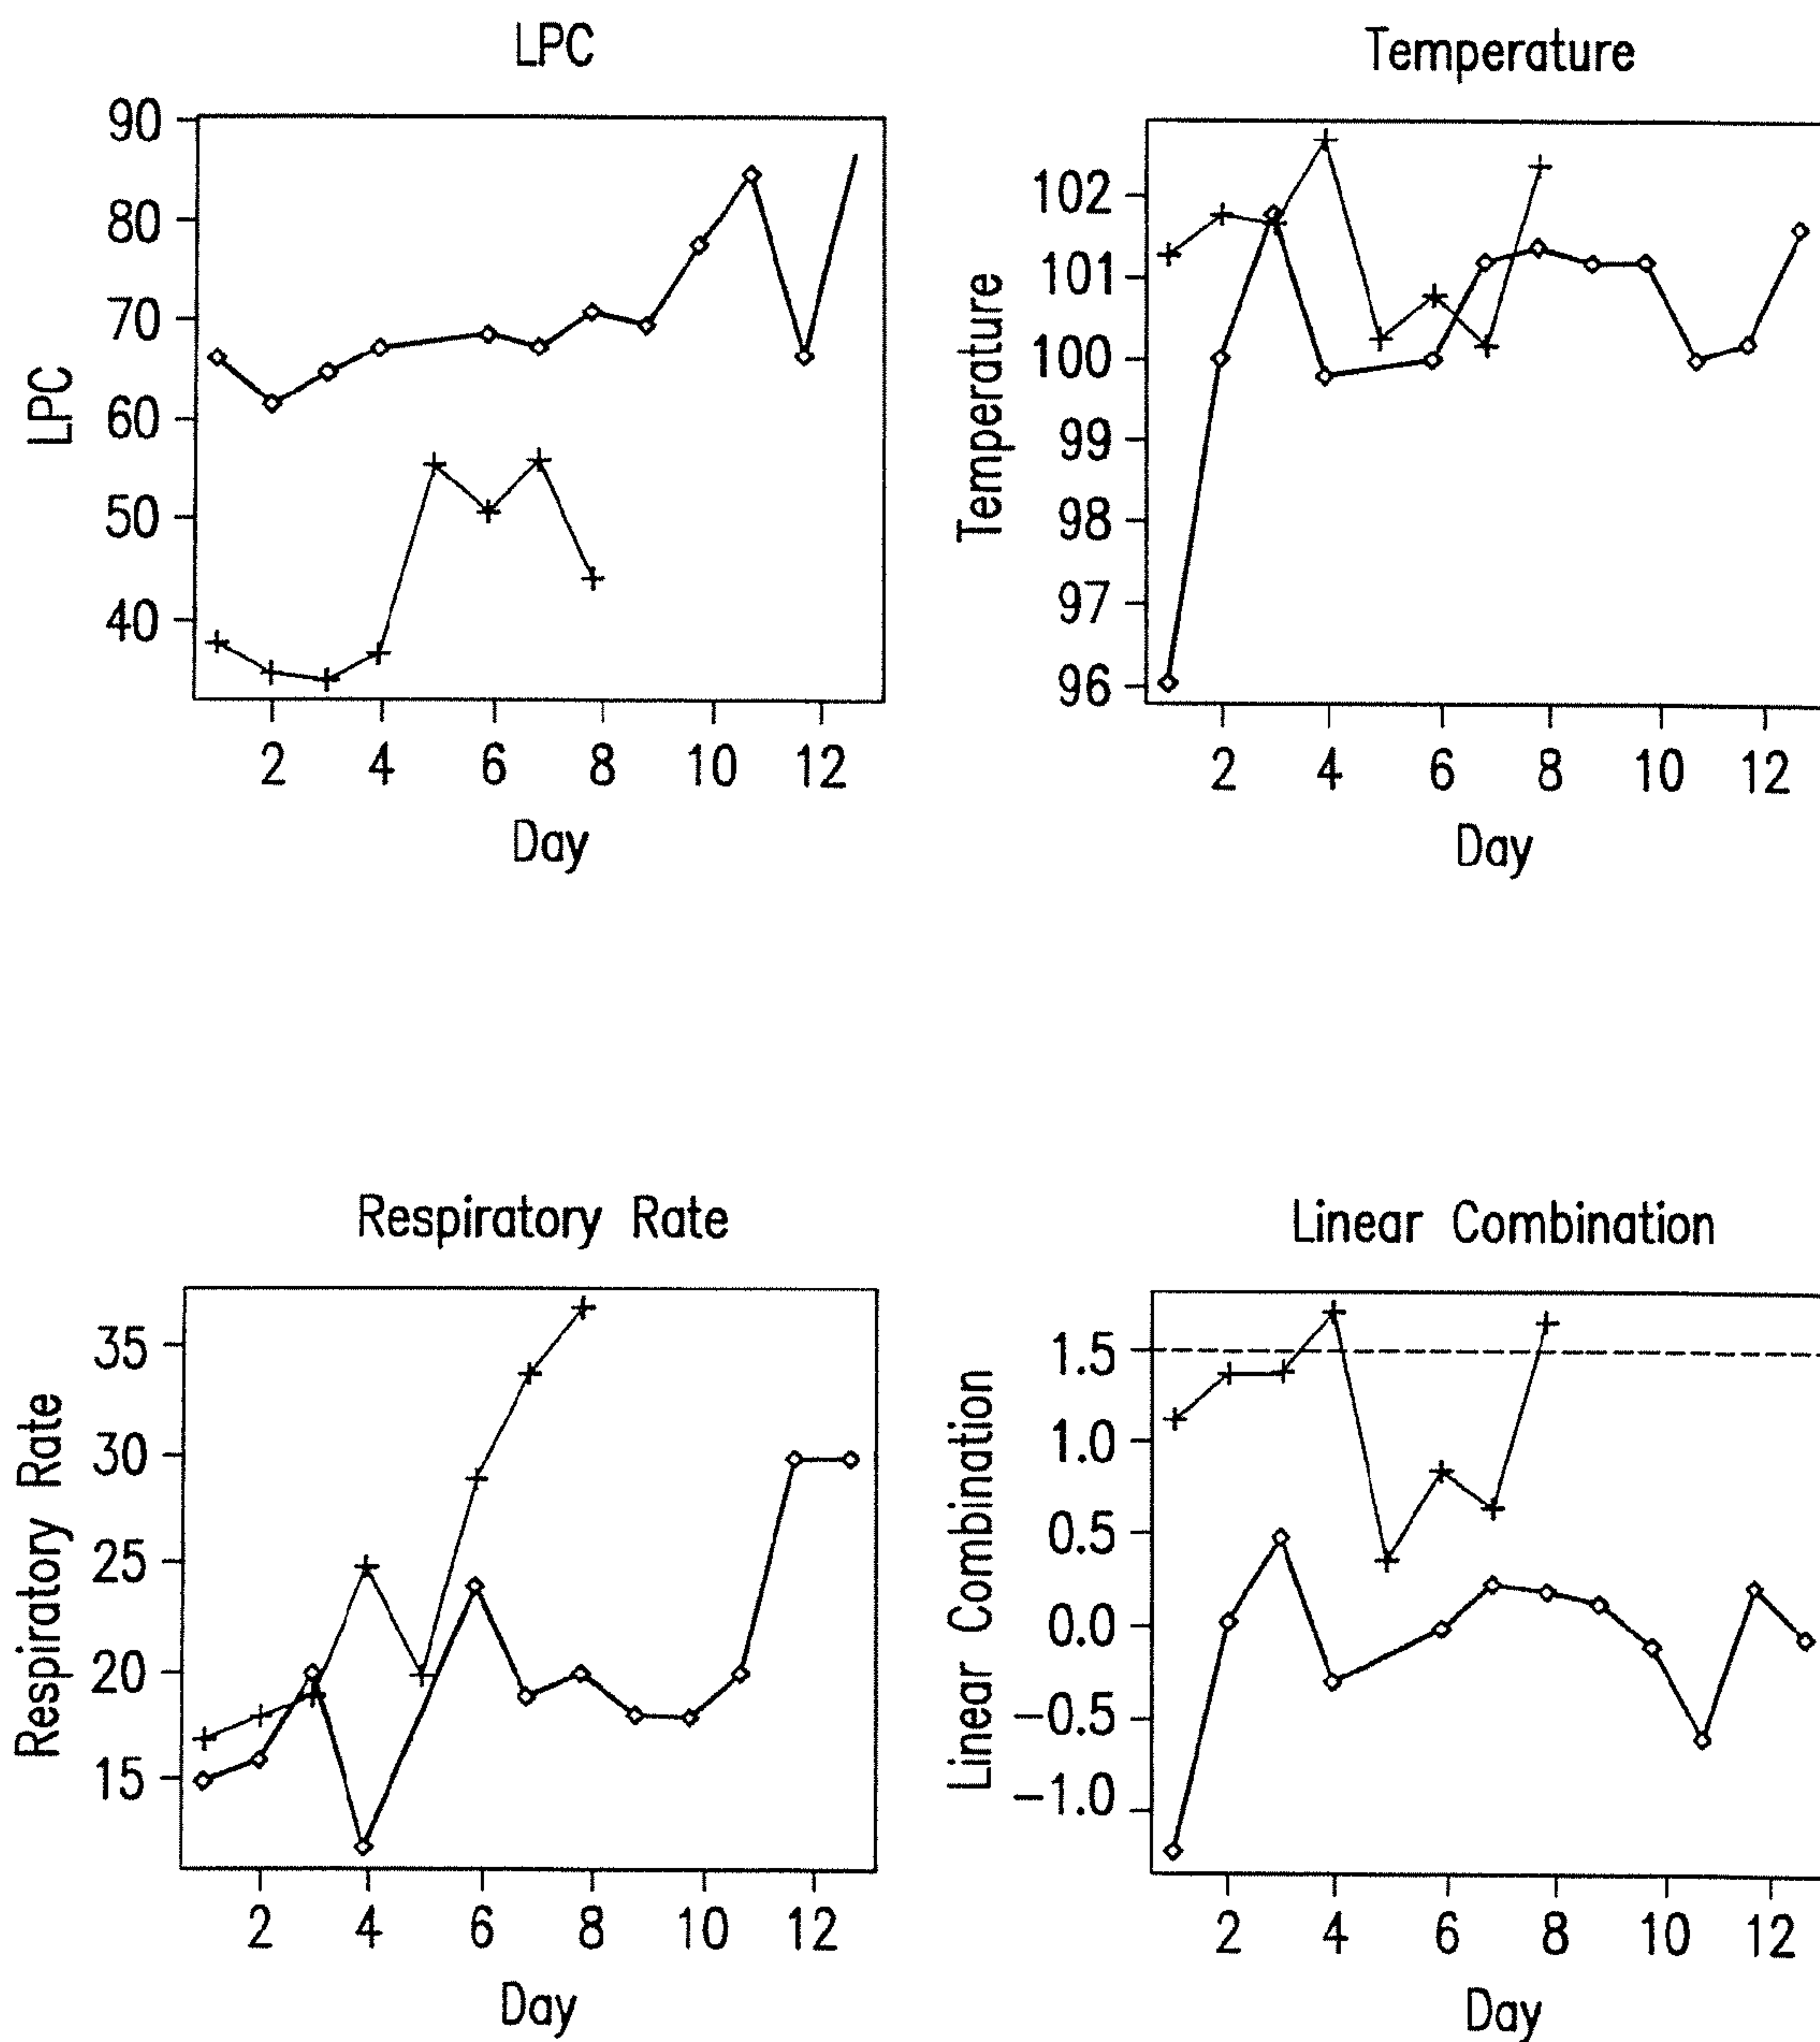 LPC
LPC
90
80
70
60
50
40
2 4 6 8 10 12
Day
Temperature
Temperature
102
101
100
99
98
97
96
2 4 6 8 10 12
Day
Respiratory Rate
Respiratory Rate
35
30
25
20
15
2 4 6 8 10 12
Day
Linear Combination
Linear Combination
1.5
1.0
0.5
0.0
-0.5
-1.0
2 4 6 8 10 12
Day